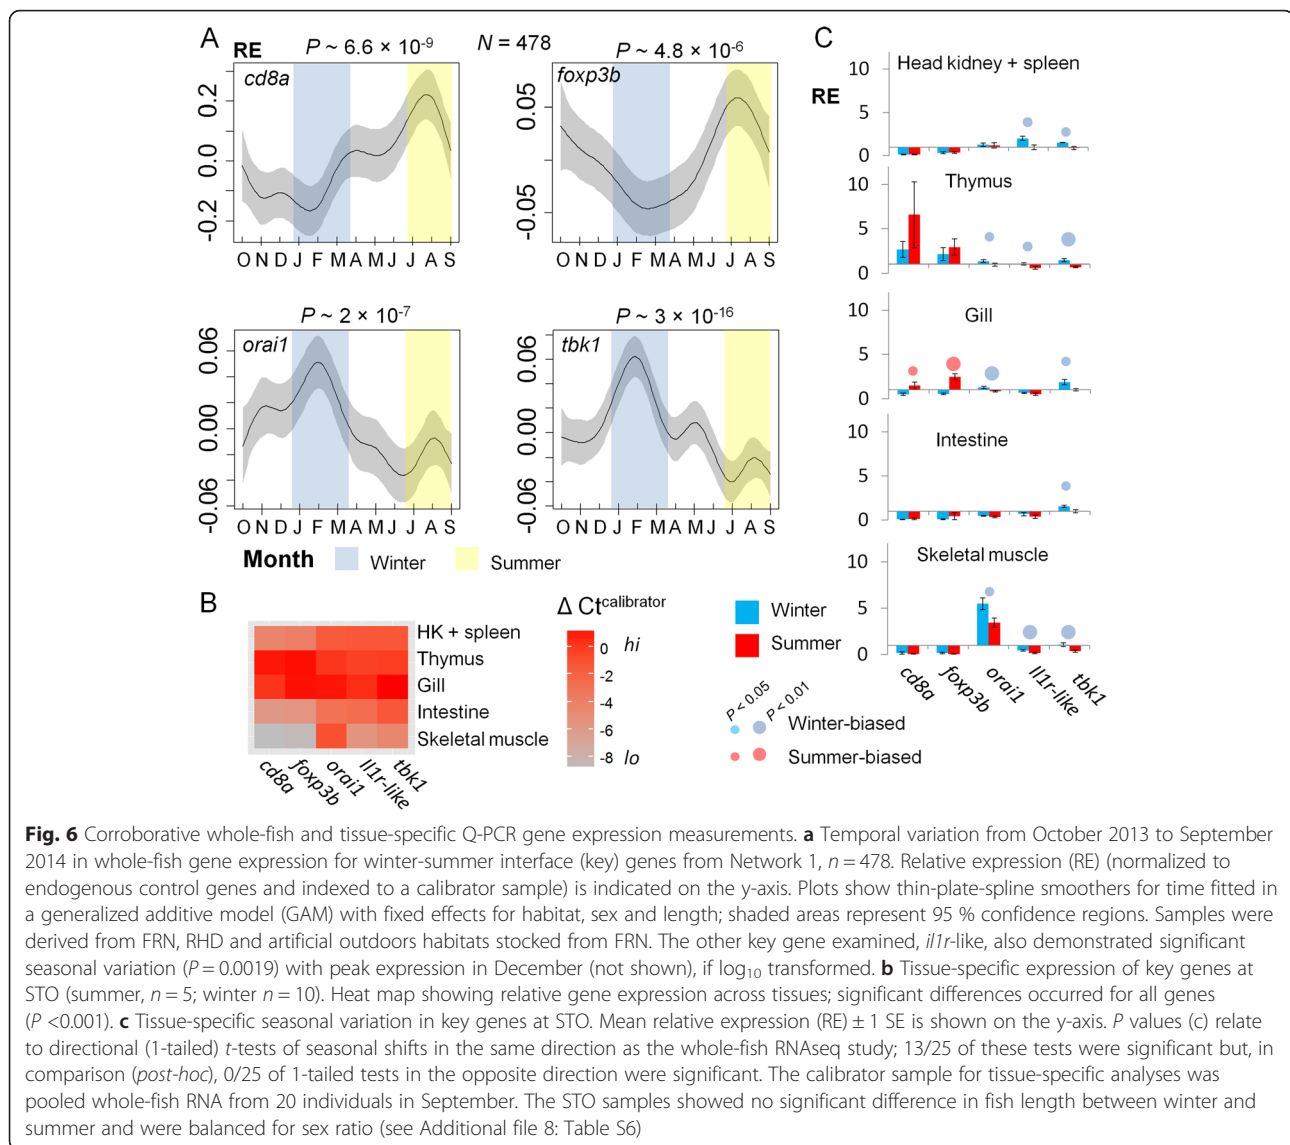 A
RE
P ~ 6.6 × 10-9
N = 478
P ~ 4.8 × 10-6
cd8a
0.2
0.0
-0.2
O N D J F M A M J J A S
foxp3b
0.05
-0.05
O N D J F M A M J J A S
P ~ 2 × 10-7
P ~ 3 × 10-16
orai1
0.06
0.00
-0.06
O N D J F M A M J J A S
tbk1
0.06
0.00
-0.06
O N D J F M A M J J A S
Month
Winter
Summer
B
HK + spleen
Thymus
Gill
Intestine
Skeletal muscle
cd8a
foxp3b
orai1
Il1r-like
tbk1
Δ Ctcalibrator
0
-2
-4
-6
-8
hi
lo
C
RE
Head kidney + spleen
10
5
0
Thymus
10
5
0
Gill
10
5
0
Intestine
10
5
0
Skeletal muscle
10
5
0
cd8a
foxp3b
orai1
Il1r-like
tbk1
Winter
Summer
P < 0.05
P < 0.01
Winter-biased
Summer-biased
Fig. 6 Corroborative whole-fish and tissue-specific Q-PCR gene expression measurements. a Temporal variation from October 2013 to September
2014 in whole-fish gene expression for winter-summer interface (key) genes from Network 1, n = 478. Relative expression (RE) (normalized to
endogenous control genes and indexed to a calibrator sample) is indicated on the y-axis. Plots show thin-plate-spline smoothers for time fitted in
a generalized additive model (GAM) with fixed effects for habitat, sex and length; shaded areas represent 95 % confidence regions. Samples were
derived from FRN, RHD and artificial outdoors habitats stocked from FRN. The other key gene examined, il1r-like, also demonstrated significant
seasonal variation (P = 0.0019) with peak expression in December (not shown), if log10 transformed. b Tissue-specific expression of key genes at
STO (summer, n = 5; winter n = 10). Heat map showing relative gene expression across tissues; significant differences occurred for all genes
(P <0.001). c Tissue-specific seasonal variation in key genes at STO. Mean relative expression (RE) ± 1 SE is shown on the y-axis. P values (c) relate
to directional (1-tailed) t-tests of seasonal shifts in the same direction as the whole-fish RNAseq study; 13/25 of these tests were significant but, in
comparison (post-hoc), 0/25 of 1-tailed tests in the opposite direction were significant. The calibrator sample for tissue-specific analyses was
pooled whole-fish RNA from 20 individuals in September. The STO samples showed no significant difference in fish length between winter and
summer and were balanced for sex ratio (see Additional file 8: Table S6)